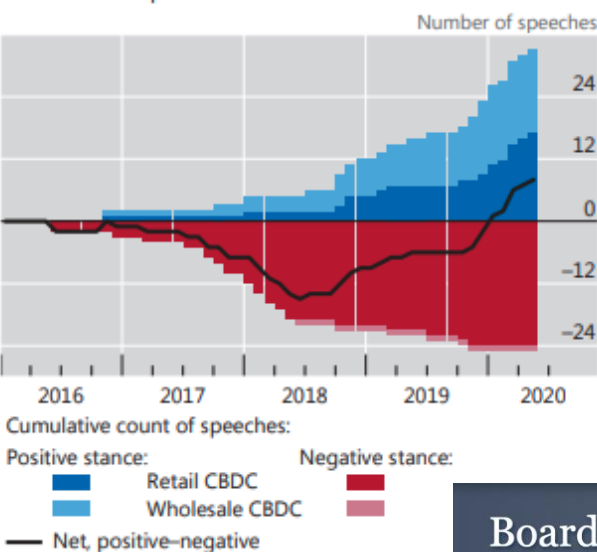 Number of speeches
24
12
0
–12
–24
2016 2017 2018 2019 2020
Cumulative count of speeches:
Positive stance: Negative stance:
Retail CBDC
Wholesale CBDC
Net, positive–negative
Board